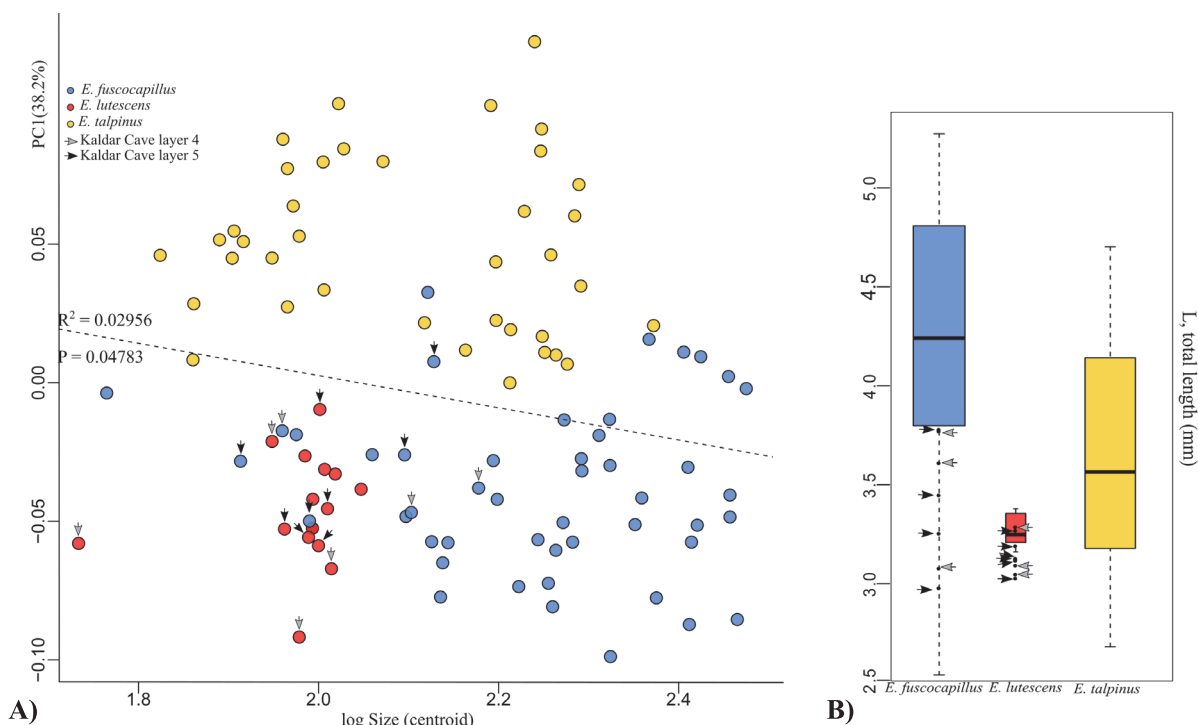 PC1(38.2%)
E. fuscocapillus
E. lutescens
E. talpinus
Kaldar Cave layer 4
Kaldar Cave layer 5
0.05
0.00
−0.05
−0.10
R² = 0.02956
P = 0.04783
1.8
2.0
2.2
2.4
log Size (centroid)
A)
5.0
4.5
4.0
3.5
3.0
2.5
L, total length (mm)
E. fuscocapillus
E. lutescens
E. talpinus
B)